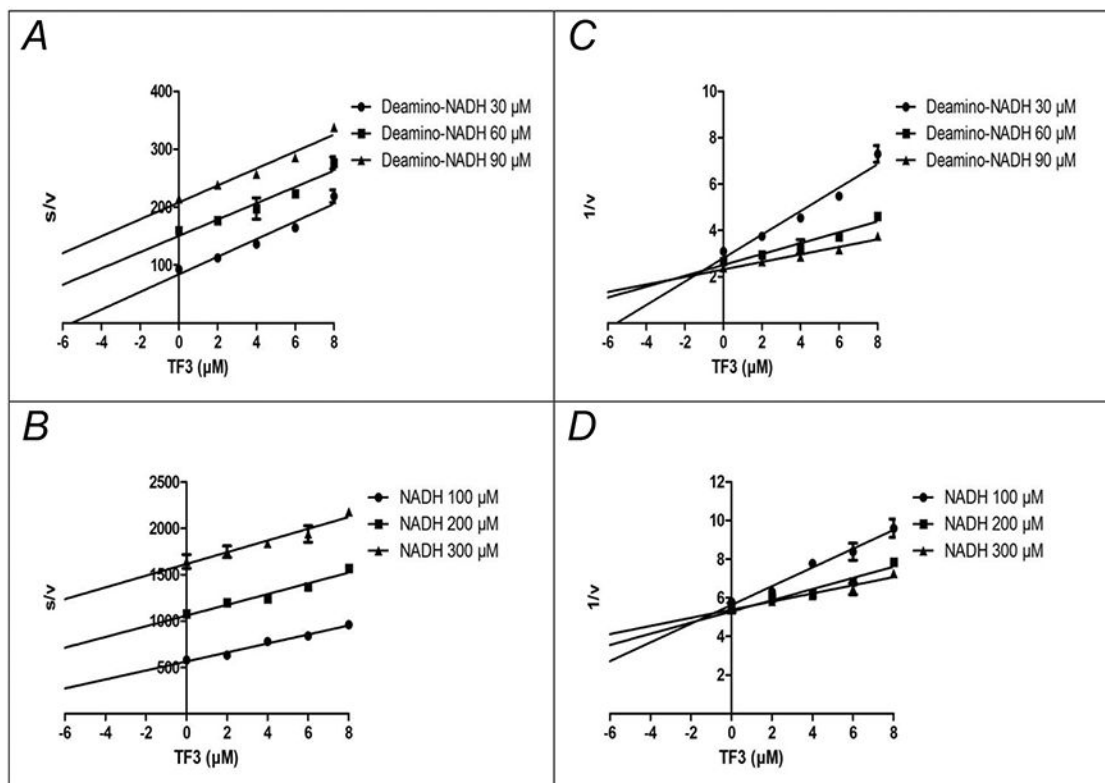 A
400
300
200
100
s/v
-6 -4 -2 0 2 4 6 8
TF3 (µM)
Deamino-NADH 30 µM
Deamino-NADH 60 µM
Deamino-NADH 90 µM
C
10
8
6
4
2
1/v
-6 -4 -2 0 2 4 6 8
TF3 (µM)
Deamino-NADH 30 µM
Deamino-NADH 60 µM
Deamino-NADH 90 µM
B
2500
2000
1500
1000
500
s/v
-6 -4 -2 0 2 4 6 8
TF3 (µM)
NADH 100 µM
NADH 200 µM
NADH 300 µM
D
12
10
8
6
4
2
1/v
-6 -4 -2 0 2 4 6 8
TF3 (µM)
NADH 100 µM
NADH 200 µM
NADH 300 µM